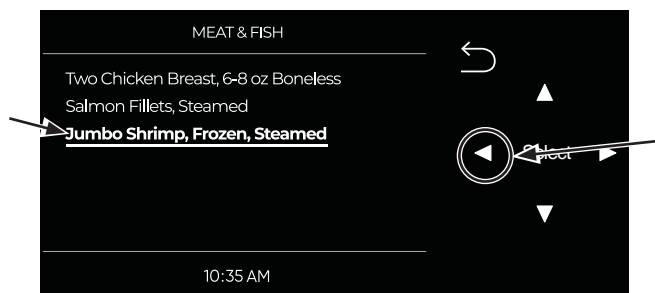 MEAT & FISH
Two Chicken Breast, 6-8 oz Boneless
Salmon Fillets, Steamed
Jumbo Shrimp, Frozen, Steamed
Select
10:35 AM